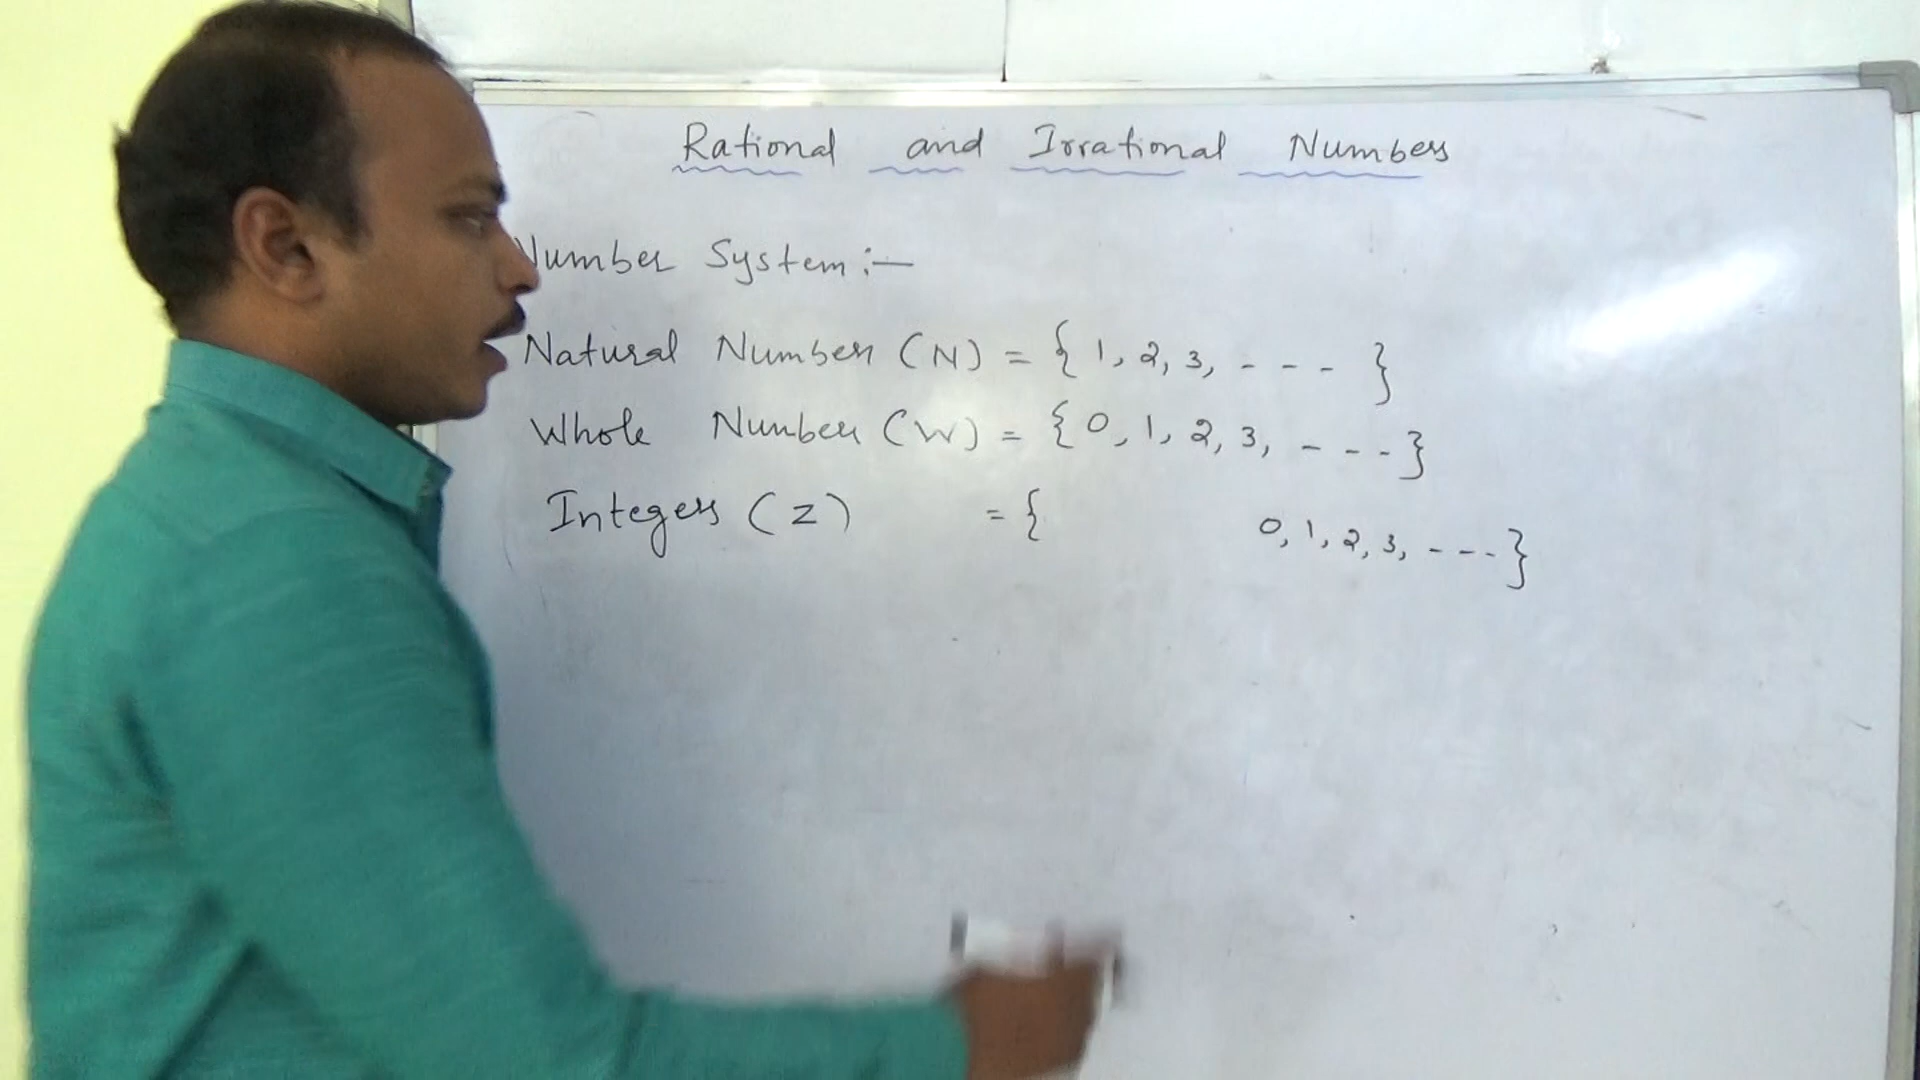 Rational and Irrational Numbers
Number System :—
Natural Number (N) = { 1, 2, 3, - - - - }
Whole Number (W) = { 0, 1, 2, 3, - - - - }
Integers (Z) = { 0, 1, 2, 3, - - - - }